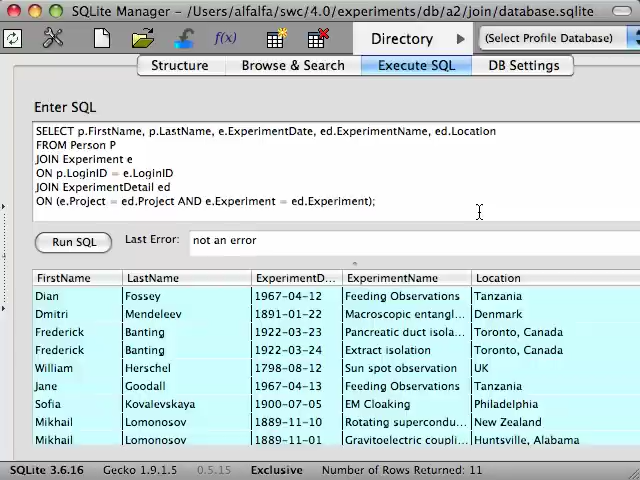 SQLite Manager - /Users/alfalfa/swc/4.0/experiments/db/a2/join/database.sqlite
f(x) Directory (Select Profile Database)
Structure Browse & Search Execute SQL DB Settings
Enter SQL
SELECT p.FirstName, p.LastName, e.ExperimentDate, ed.ExperimentName, ed.Location
FROM Person P
JOIN Experiment e
ON p.LoginID = e.LoginID
JOIN ExperimentDetail ed
ON (e.Project = ed.Project AND e.Experiment = ed.Experiment);
Run SQL Last Error: not an error
FirstName LastName ExperimentD... ExperimentName Location
Dian Fossey 1967-04-12 Feeding Observations Tanzania
Dmitri Mendeleev 1891-01-22 Macroscopic entangl... Denmark
Frederick Banting 1922-03-23 Pancreatic duct isola... Toronto, Canada
Frederick Banting 1922-03-24 Extract isolation Toronto, Canada
William Herschel 1798-08-12 Sun spot observation UK
Jane Goodall 1967-04-13 Feeding Observations Tanzania
Sofia Kovalevskaya 1900-07-05 EM Cloaking Philadelphia
Mikhail Lomonosov 1889-11-10 Rotating supercondu... New Zealand
Mikhail Lomonosov 1889-11-01 Gravitoelectric coupli... Huntsville, Alabama
SQLite 3.6.16 Gecko 1.9.1.5 0.5.15 Exclusive Number of Rows Returned: 11